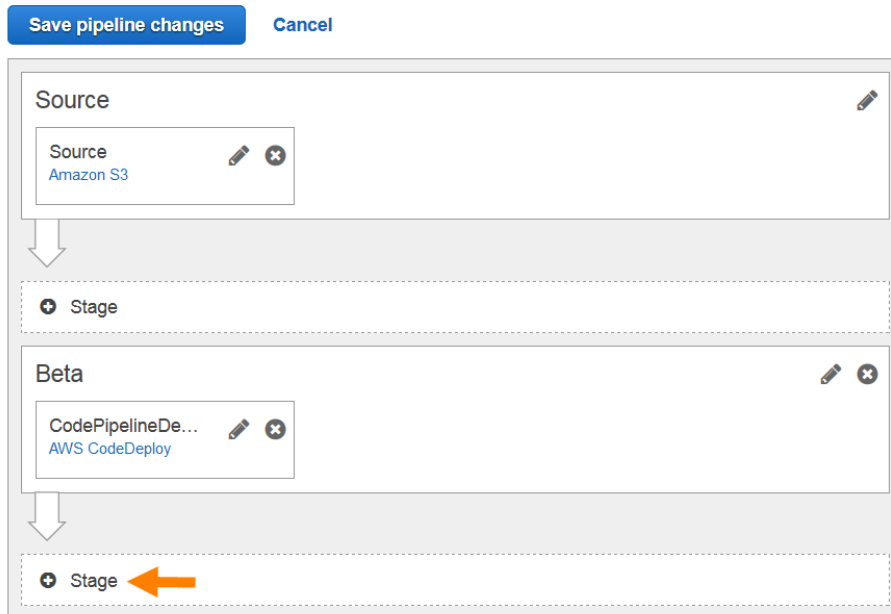 Save pipeline changes Cancel
Source
Source
Amazon S3
Stage
Beta
CodePipelineDe...
AWS CodeDeploy
Stage